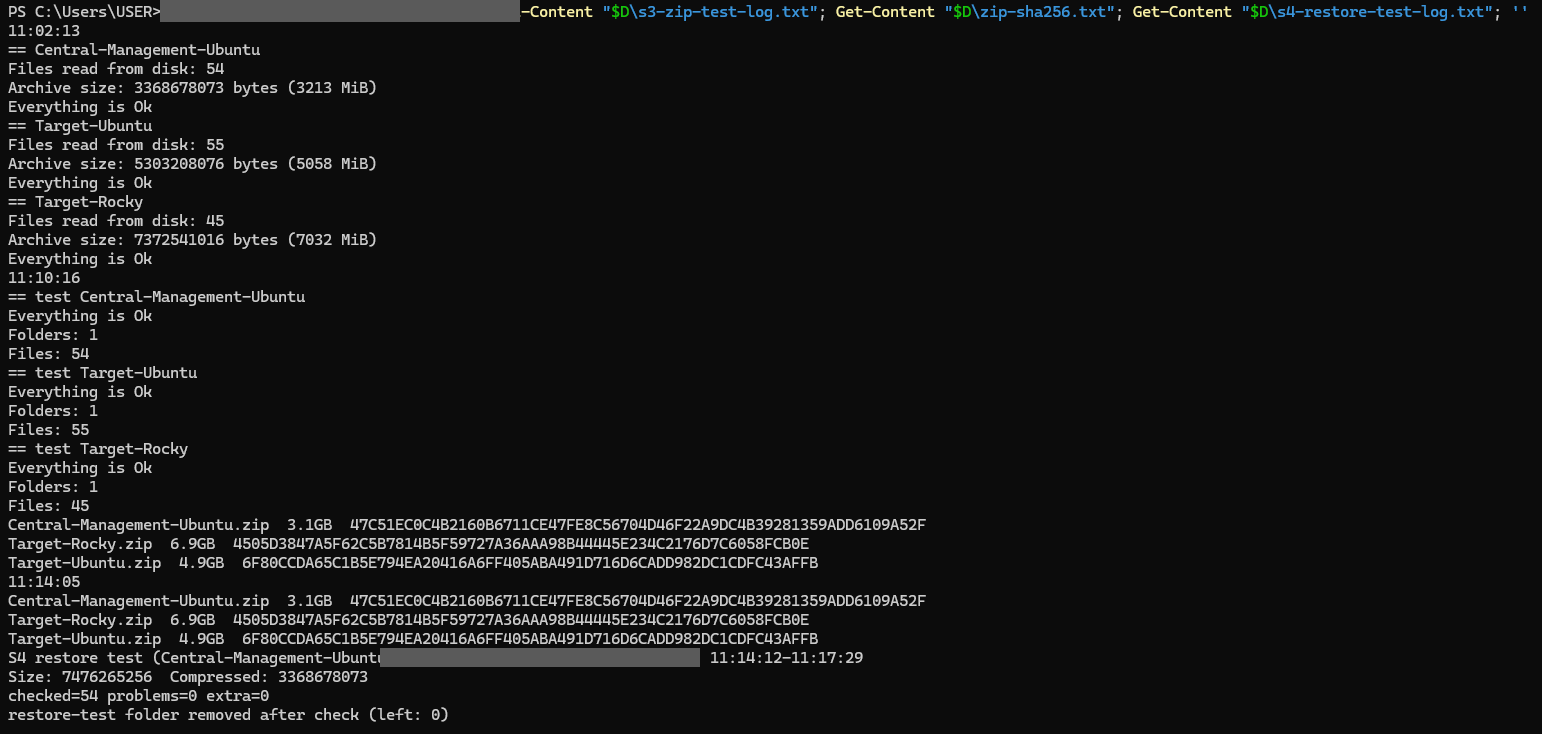 PS C:\Users\USER> -Content "$D\s3-zip-test-log.txt"; Get-Content "$D\zip-sha256.txt"; Get-Content "$D\s4-restore-test-log.txt"; ''
11:02:13
== Central-Management-Ubuntu
Files read from disk: 54
Archive size: 3368678073 bytes (3213 MiB)
Everything is Ok
== Target-Ubuntu
Files read from disk: 55
Archive size: 5303208076 bytes (5058 MiB)
Everything is Ok
== Target-Rocky
Files read from disk: 45
Archive size: 7372541016 bytes (7032 MiB)
Everything is Ok
11:10:16
== test Central-Management-Ubuntu
Everything is Ok
Folders: 1
Files: 54
== test Target-Ubuntu
Everything is Ok
Folders: 1
Files: 55
== test Target-Rocky
Everything is Ok
Folders: 1
Files: 45
Central-Management-Ubuntu.zip  3.1GB  47C51EC0C4B2160B6711CE47FE8C56704D46F22A9DC4B39281359ADD6109A52F
Target-Rocky.zip  6.9GB  4505D3847A5F62C5B7814B5F59727A36AAA98B44445E234C2176D7C6058FCB0E
Target-Ubuntu.zip  4.9GB  6F80CCDA65C1B5E794EA20416A6FF405ABA491D716D6CADD982DC1CDFC43AFFB
11:14:05
Central-Management-Ubuntu.zip  3.1GB  47C51EC0C4B2160B6711CE47FE8C56704D46F22A9DC4B39281359ADD6109A52F
Target-Rocky.zip  6.9GB  4505D3847A5F62C5B7814B5F59727A36AAA98B44445E234C2176D7C6058FCB0E
Target-Ubuntu.zip  4.9GB  6F80CCDA65C1B5E794EA20416A6FF405ABA491D716D6CADD982DC1CDFC43AFFB
S4 restore test (Central-Management-Ubuntu 11:14:12-11:17:29
Size: 7476265256  Compressed: 3368678073
checked=54 problems=0 extra=0
restore-test folder removed after check (left: 0)